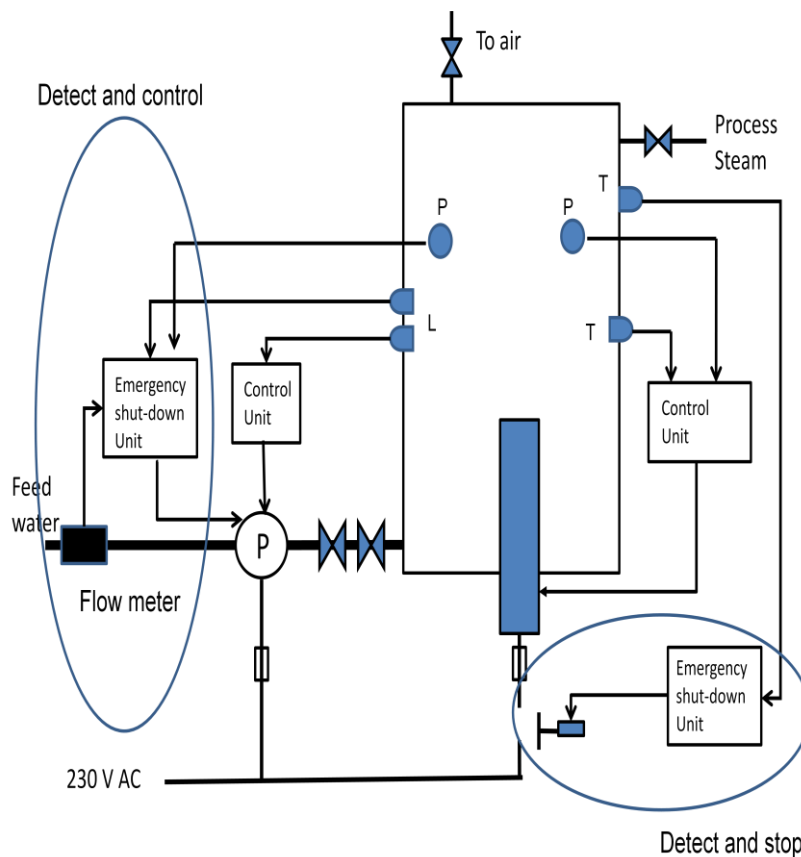 To air
Detect and control
Process
Steam
T
P
P
L
T
Emergency
shut-down
Unit
Control
Unit
Control
Unit
Feed
water
P
Flow meter
Emergency
shut-down
Unit
230 V AC
Detect and stop